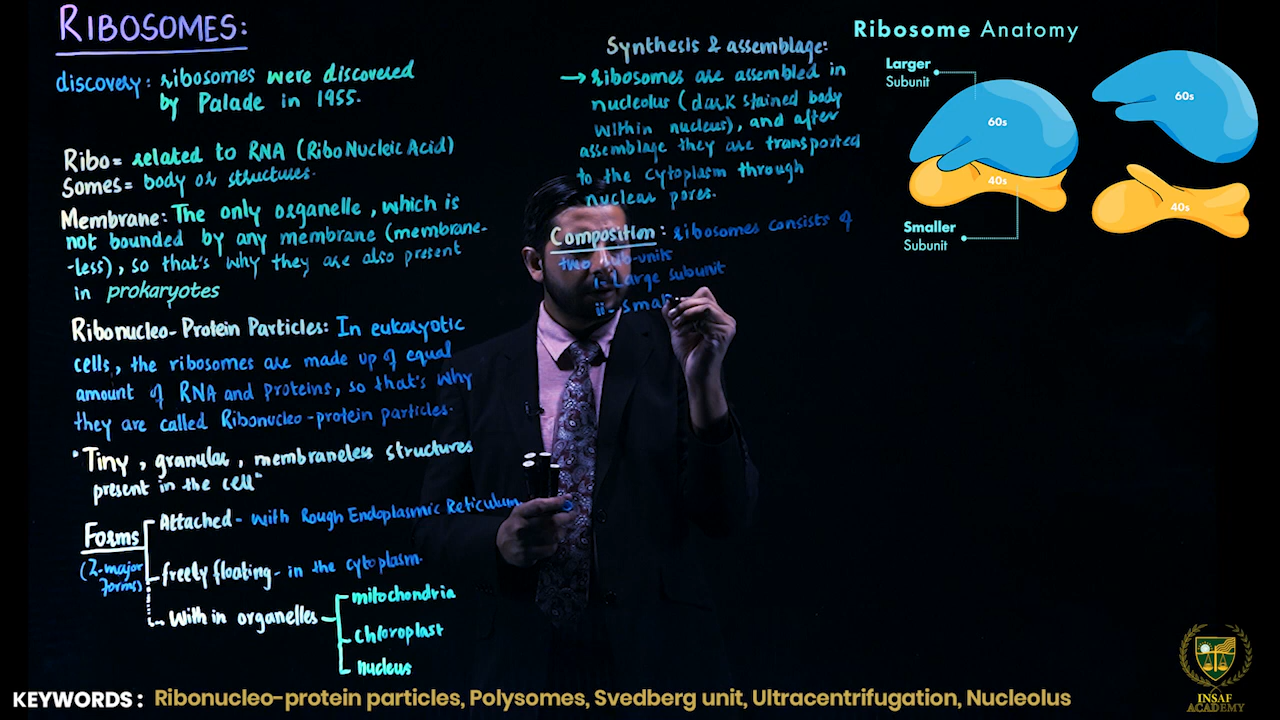 RIBOSOMES:
discovery: ribosomes were discovered
by Palade in 1955.
Ribo = related to RNA (Ribo Nucleic Acid)
Somes = body or structures.
Membrane: The only organelle, which is
not bounded by any membrane (membrane-
-less), so that's why they are also present
in prokaryotes
Ribonucleo-Protein Particles: In eukaryotic
cells, the ribosomes are made up of equal
amount of RNA and proteins, so that's why
they are called Ribonucleo-protein particles.
"Tiny, granular, membraneless structures
present in the cell"
Forms
(2-major
forms)
Attached - with Rough Endoplasmic Reticulum.
freely floating - in the cytoplasm.
With in organelles
mitochondria
chloroplast
nucleus
Synthesis & assemblage:
→ ribosomes are assembled in
nucleolus (dark stained body
within nucleus), and after
assemblage they are transported
to the cytoplasm through
nuclear pores.
Composition: ribosomes consists of
two sub-units
i- Large subunit
ii- Smal
Ribosome Anatomy
Larger
Subunit
60s
40s
Smaller
Subunit
60s
40s
KEYWORDS: Ribonucleo-protein particles, Polysomes, Svedberg unit, Ultracentrifugation, Nucleolus
INSAF
ACADEMY